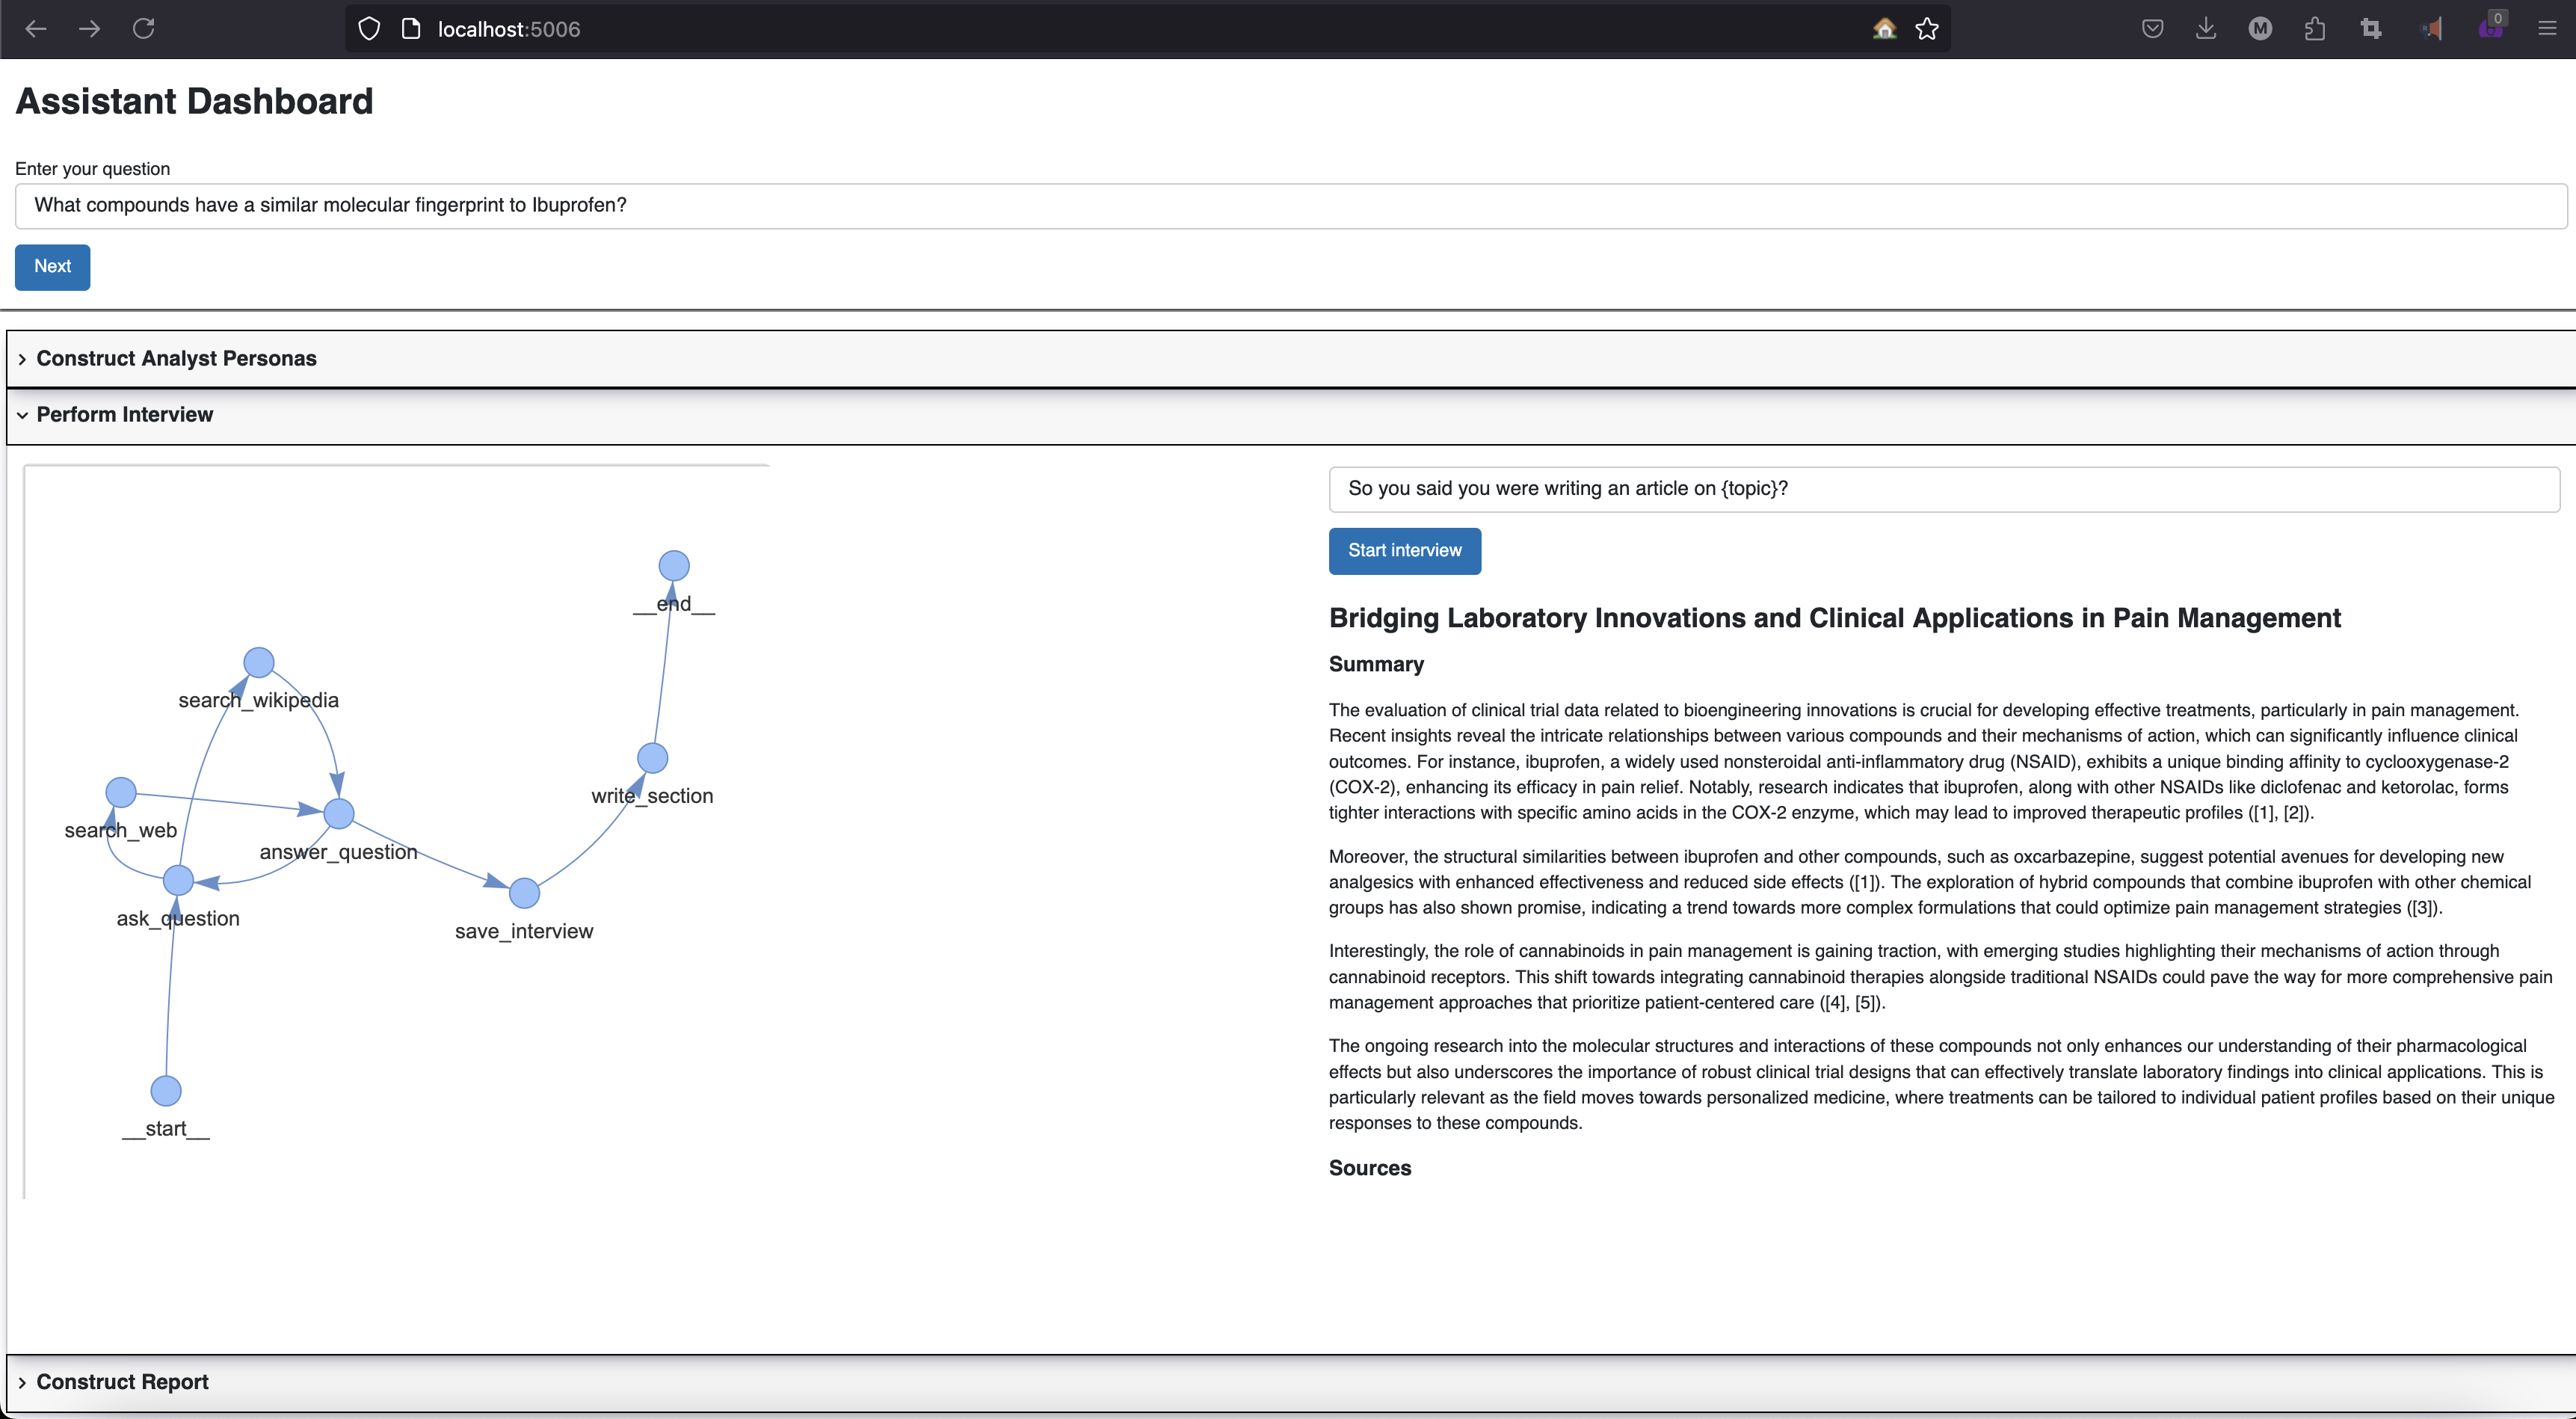 localhost:5006
0
M
Assistant Dashboard
Enter your question
What compounds have a similar molecular fingerprint to Ibuprofen?
Next
Construct Analyst Personas
Perform Interview
__end__
search_wikipedia
write_section
search_web
answer_question
ask_question
save_interview
__start__
So you said you were writing an article on {topic}?
Start interview
Bridging Laboratory Innovations and Clinical Applications in Pain Management
Summary
The evaluation of clinical trial data related to bioengineering innovations is crucial for developing effective treatments, particularly in pain management.
Recent insights reveal the intricate relationships between various compounds and their mechanisms of action, which can significantly influence clinical
outcomes. For instance, ibuprofen, a widely used nonsteroidal anti-inflammatory drug (NSAID), exhibits a unique binding affinity to cyclooxygenase-2
(COX-2), enhancing its efficacy in pain relief. Notably, research indicates that ibuprofen, along with other NSAIDs like diclofenac and ketorolac, forms
tighter interactions with specific amino acids in the COX-2 enzyme, which may lead to improved therapeutic profiles ([1], [2]).
Moreover, the structural similarities between ibuprofen and other compounds, such as oxcarbazepine, suggest potential avenues for developing new
analgesics with enhanced effectiveness and reduced side effects ([1]). The exploration of hybrid compounds that combine ibuprofen with other chemical
groups has also shown promise, indicating a trend towards more complex formulations that could optimize pain management strategies ([3]).
Interestingly, the role of cannabinoids in pain management is gaining traction, with emerging studies highlighting their mechanisms of action through
cannabinoid receptors. This shift towards integrating cannabinoid therapies alongside traditional NSAIDs could pave the way for more comprehensive pain
management approaches that prioritize patient-centered care ([4], [5]).
The ongoing research into the molecular structures and interactions of these compounds not only enhances our understanding of their pharmacological
effects but also underscores the importance of robust clinical trial designs that can effectively translate laboratory findings into clinical applications. This is
particularly relevant as the field moves towards personalized medicine, where treatments can be tailored to individual patient profiles based on their unique
responses to these compounds.
Sources
Construct Report